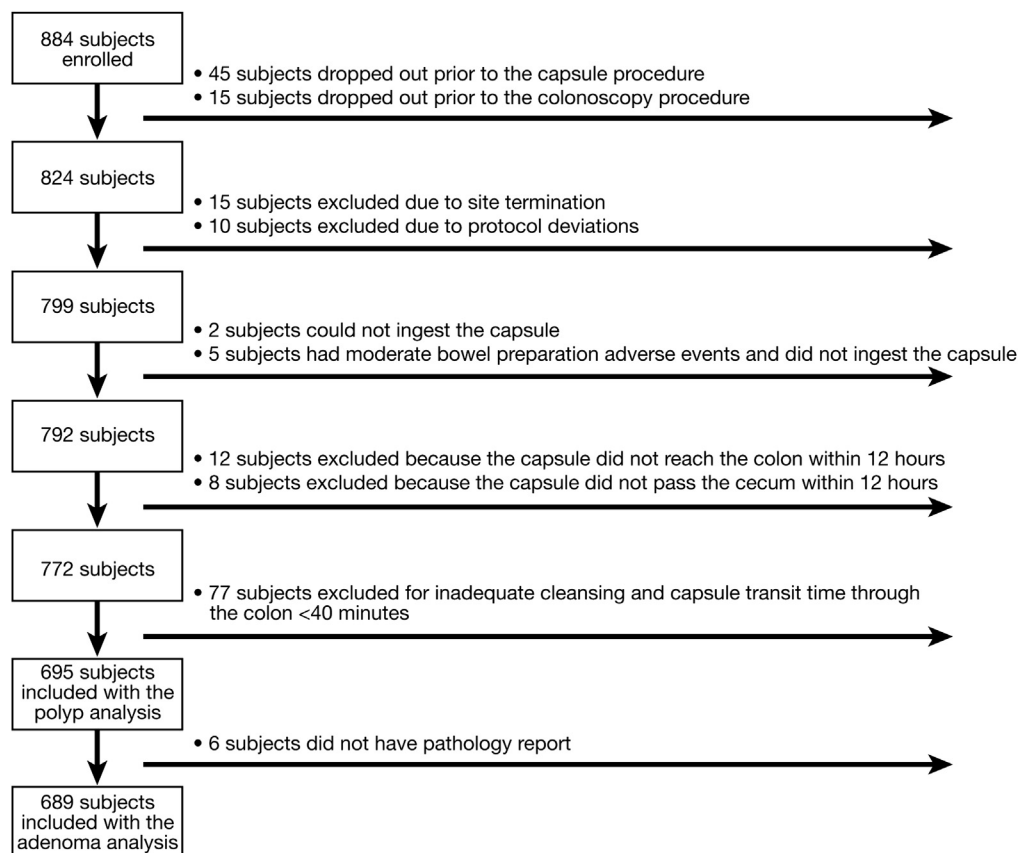 884 subjects
enrolled
• 45 subjects dropped out prior to the capsule procedure
• 15 subjects dropped out prior to the colonoscopy procedure
824 subjects
• 15 subjects excluded due to site termination
• 10 subjects excluded due to protocol deviations
799 subjects
• 2 subjects could not ingest the capsule
• 5 subjects had moderate bowel preparation adverse events and did not ingest the capsule
792 subjects
• 12 subjects excluded because the capsule did not reach the colon within 12 hours
• 8 subjects excluded because the capsule did not pass the cecum within 12 hours
772 subjects
• 77 subjects excluded for inadequate cleansing and capsule transit time through
the colon <40 minutes
695 subjects
included with the
polyp analysis
• 6 subjects did not have pathology report
689 subjects
included with the
adenoma analysis